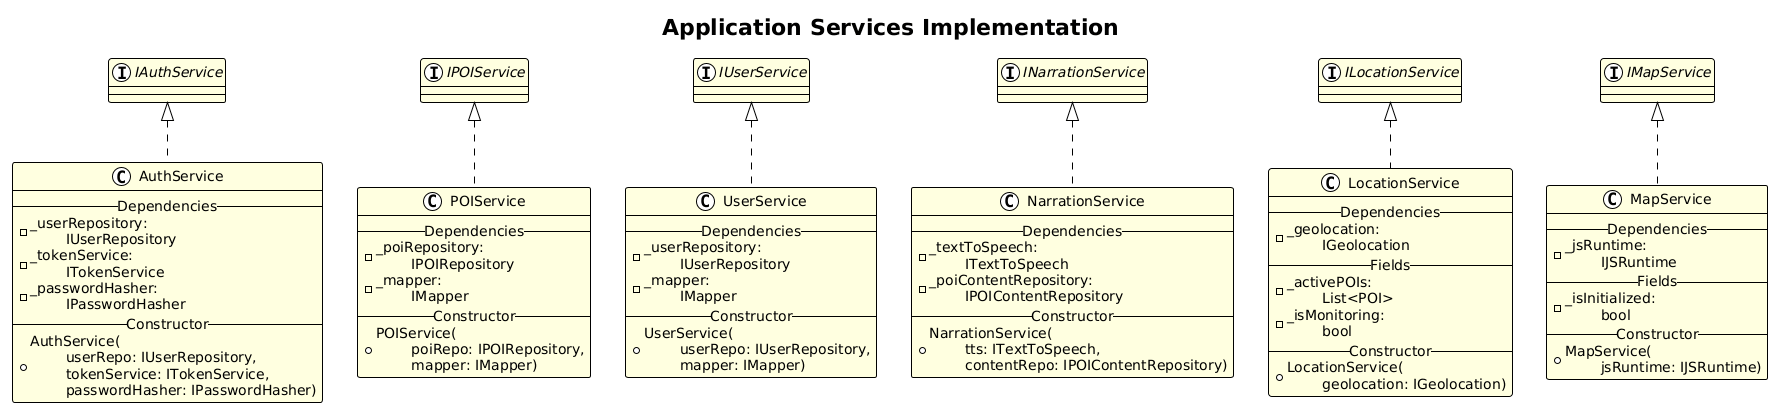 Application Services Implementation
I IAuthService
I IPOIService
I IUserService
I INarrationService
I ILocationService
I IMapService
C AuthService
Dependencies
_userRepository:
IUserRepository
_tokenService:
ITokenService
_passwordHasher:
IPasswordHasher
Constructor
AuthService(
userRepo: IUserRepository,
tokenService: ITokenService,
passwordHasher: IPasswordHasher)
C POIService
Dependencies
_poiRepository:
IPOIRepository
_mapper:
IMapper
Constructor
POIService(
poiRepo: IPOIRepository,
mapper: IMapper)
C UserService
Dependencies
_userRepository:
IUserRepository
_mapper:
IMapper
Constructor
UserService(
userRepo: IUserRepository,
mapper: IMapper)
C NarrationService
Dependencies
_textToSpeech:
ITextToSpeech
_poiContentRepository:
IPOIContentRepository
Constructor
NarrationService(
tts: ITextToSpeech,
contentRepo: IPOIContentRepository)
C LocationService
Dependencies
_geolocation:
IGeolocation
Fields
_activePOIs:
List<POI>
_isMonitoring:
bool
Constructor
LocationService(
geolocation: IGeolocation)
C MapService
Dependencies
_jsRuntime:
IJSRuntime
Fields
_isInitialized:
bool
Constructor
MapService(
jsRuntime: IJSRuntime)